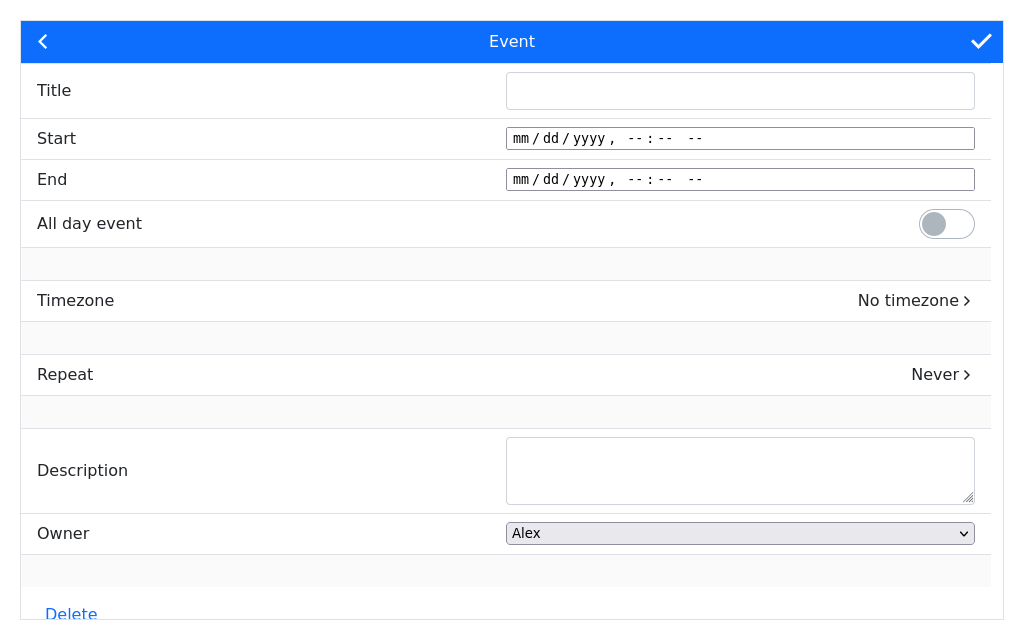 Event
Title
Start mm/dd/yyyy, --:-- --
End mm/dd/yyyy, --:-- --
All day event
Timezone No timezone
Repeat Never
Description
Owner Alex
Delete